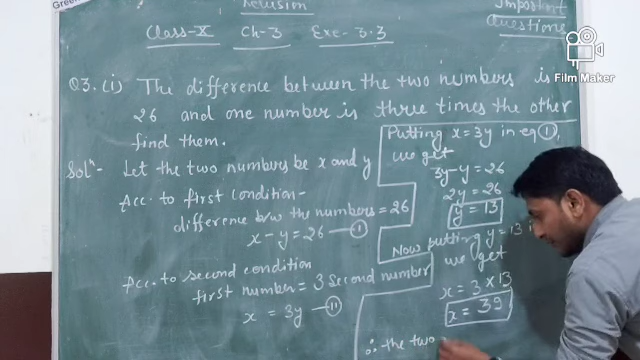 Green
Revision
Important
Questions
Class-X Ch-3 Exe-3.3
Film Maker
Q3.(i) The difference between the two numbers is
26 and one number is three times the other
find them.
Solⁿ Let the two numbers be x and y
Acc. to first condition-
difference b/w the numbers = 26
x - y = 26 — (I)
Acc. to second condition
first number = 3 second number
x = 3y — (II)
Putting x = 3y in eq (I),
we get
3y - y = 26
2y = 26
y = 13
Now putting y = 13
we get
x = 3 × 13
x = 39
∴ the two